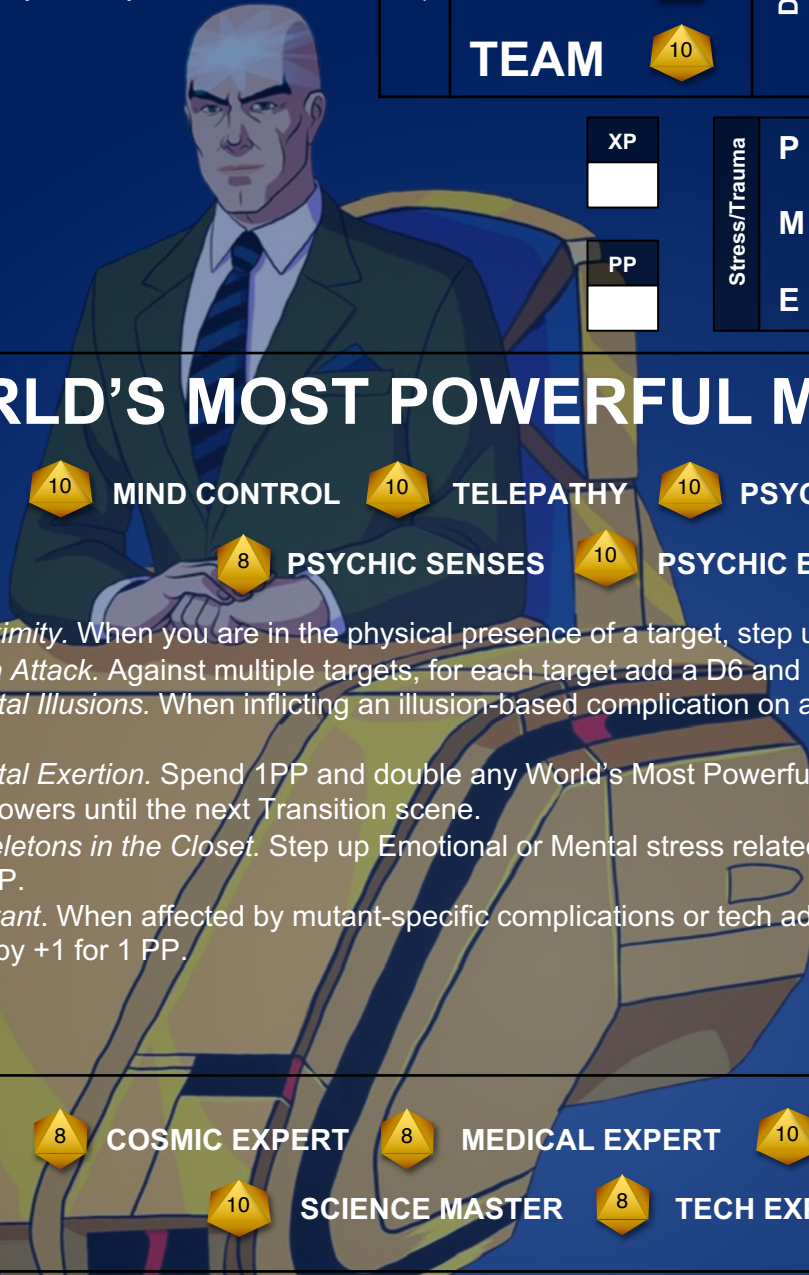 D
TEAM 10
XP
PP
Stress/Trauma
P
M
E
RLD’S MOST POWERFUL M
10 MIND CONTROL 10 TELEPATHY 10 PSYC
8 PSYCHIC SENSES 10 PSYCHIC E
imity. When you are in the physical presence of a target, step u
Attack. Against multiple targets, for each target add a D6 and
tal Illusions. When inflicting an illusion-based complication on a
tal Exertion. Spend 1PP and double any World’s Most Powerfu
owers until the next Transition scene.
eletons in the Closet. Step up Emotional or Mental stress related
P.
ant. When affected by mutant-specific complications or tech ad
by +1 for 1 PP.
8 COSMIC EXPERT 8 MEDICAL EXPERT 10
10 SCIENCE MASTER 8 TECH EXP